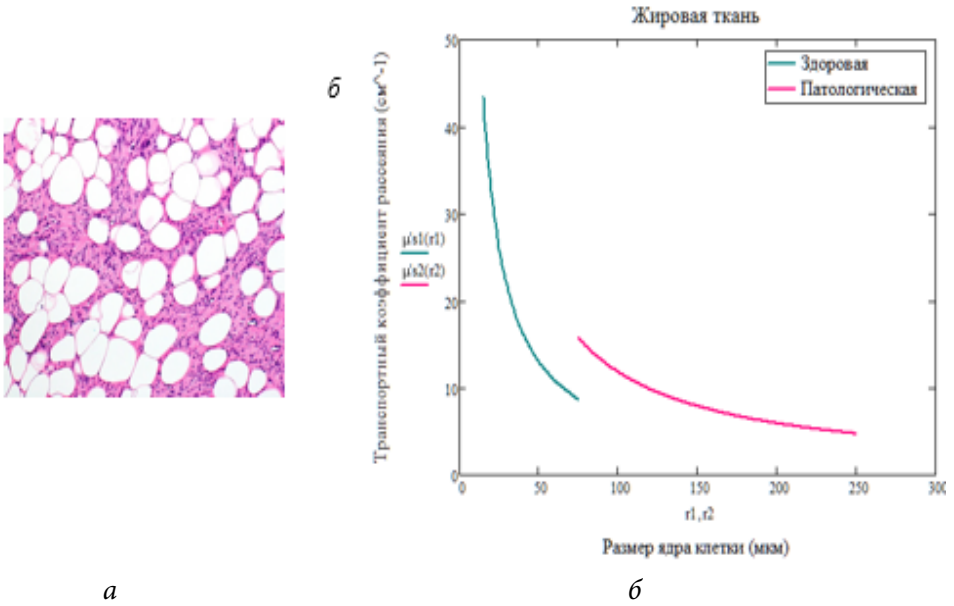 Жировая ткань
б
50
40
30
20
10
0
Здоровая
Патологическая
Транспортный коэффициент рассеяния (см^-1)
μ's1(r1)
μ's2(r2)
0 50 100 150 200 250 300
r1,r2
Размер ядра клетки (мкм)
а б